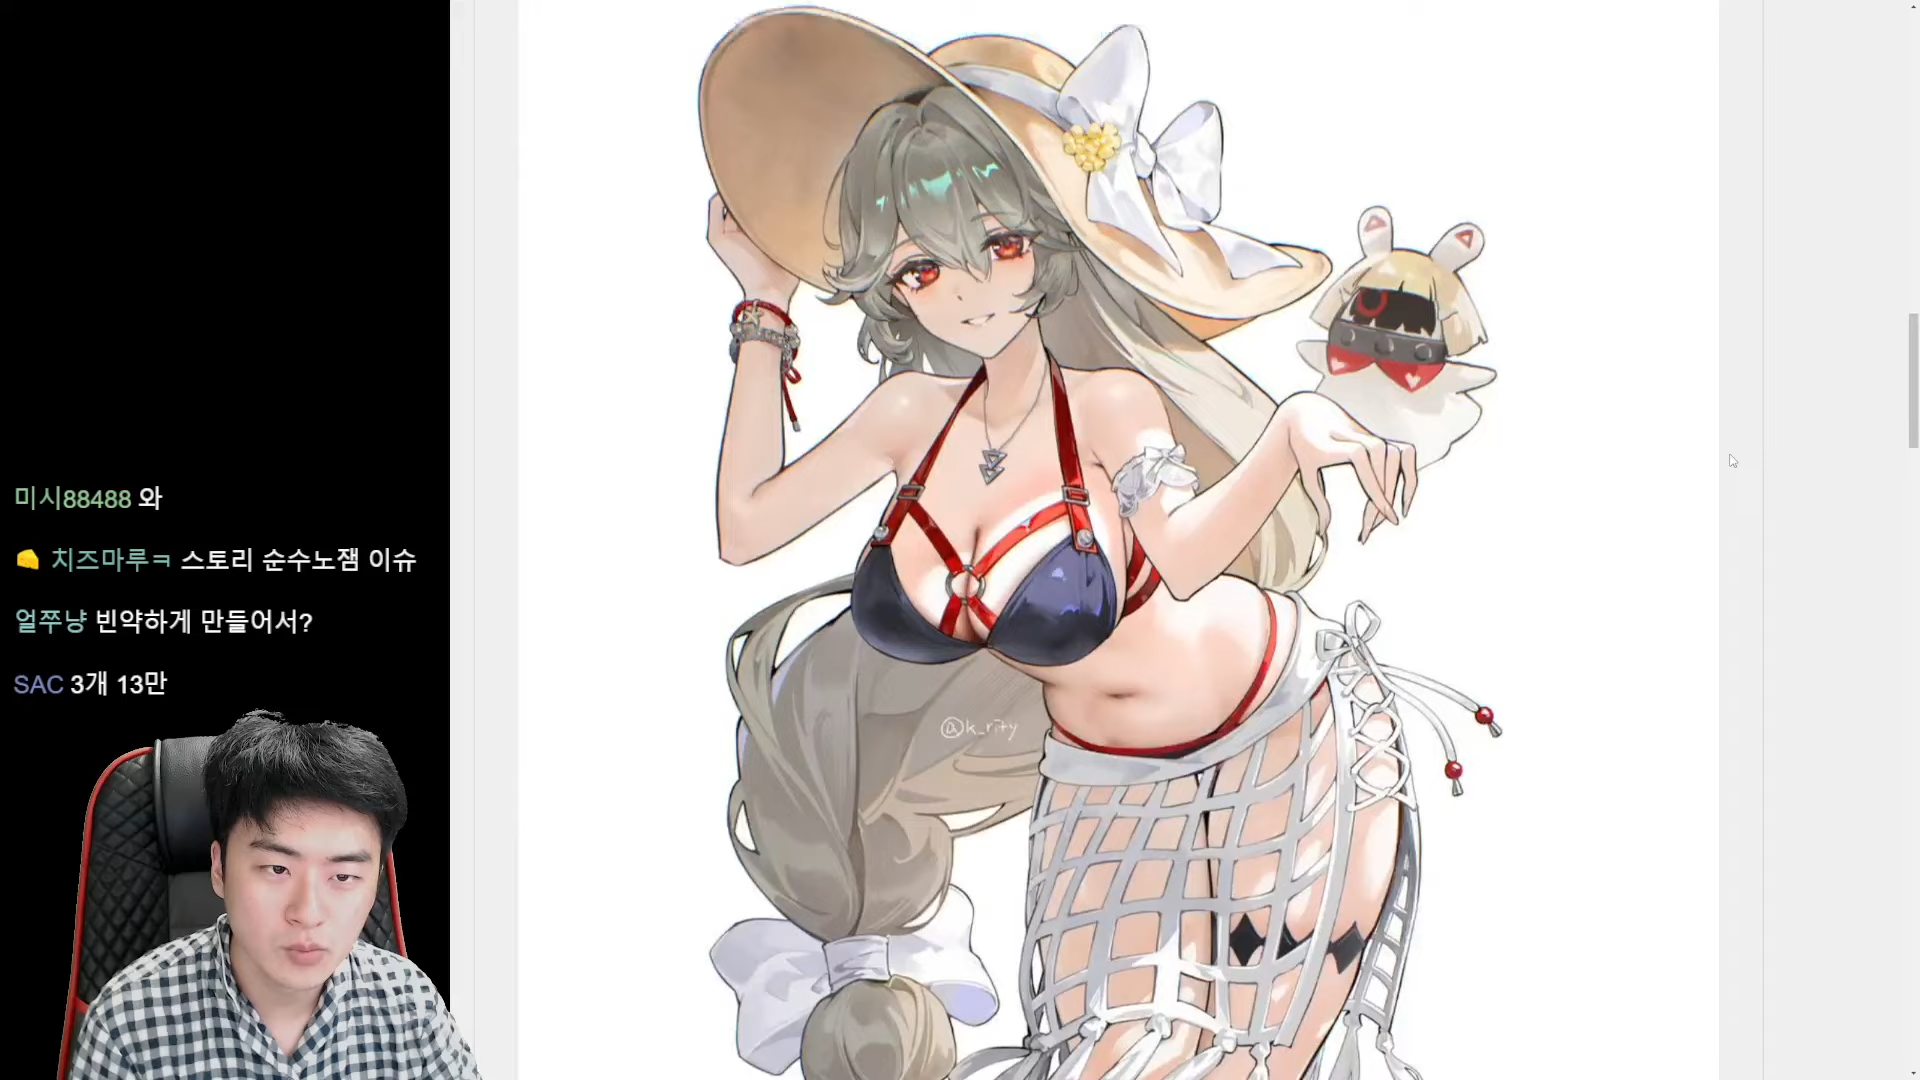 미시88488 와
치즈마루ㅋ 스토리 순수노잼 이슈
얼쭈냥 빈약하게 만들어서?
SAC 3개 13만
@k_rity